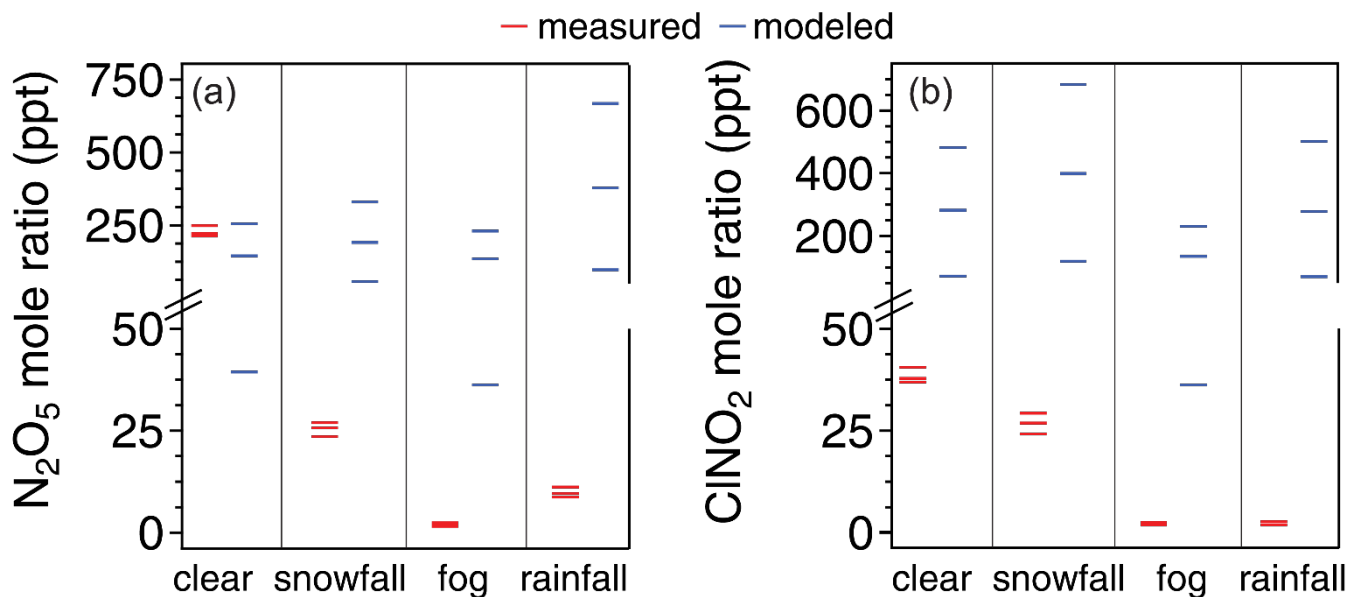 measured modeled
(a)
N₂O₅ mole ratio (ppt)
750
500
250
50
25
0
clear snowfall fog rainfall
(b)
ClNO₂ mole ratio (ppt)
600
400
200
50
25
0
clear snowfall fog rainfall